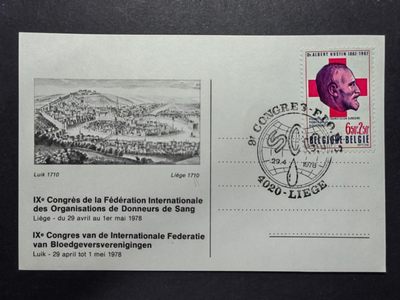 Dr ALBERT HUSTIN 1882-1967
6F+2F50
BELGIQUE BELGIË
9e CONGRES-
29.4 1978
4020-LIEGE
Luik 1710 Liège 1710
IXe Congrès de la Fédération Internationale
des Organisations de Donneurs de Sang
Liège - du 29 avril au 1er mai 1978
IXe Congres van de Internationale Federatie
van Bloedgeversverenigingen
Luik - 29 april tot 1 mei 1978